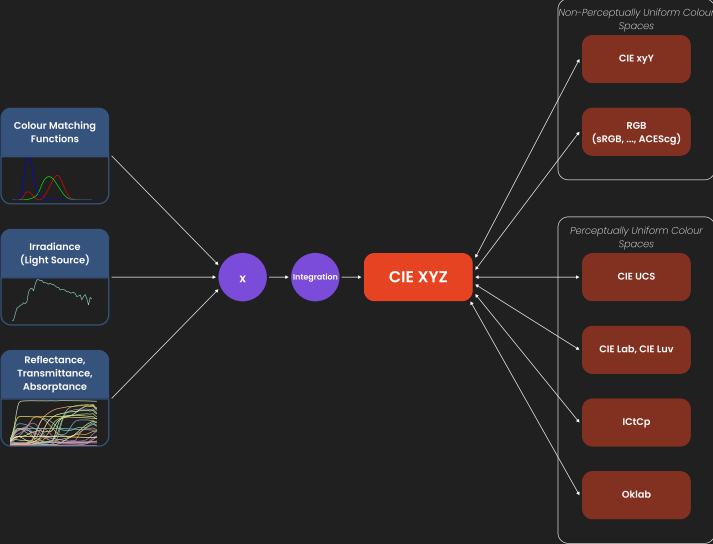 Non-Perceptually Uniform Colour
Spaces
CIE xyY
RGB
(sRGB, ..., ACEScg)
Colour Matching
Functions
Irradiance
(Light Source)
Reflectance,
Transmittance,
Absorptance
x
Integration
CIE XYZ
Perceptually Uniform Colour
Spaces
CIE UCS
CIE Lab, CIE Luv
ICtCp
Oklab